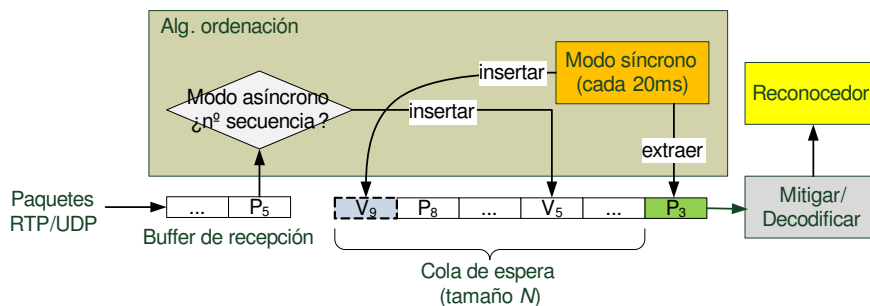 Alg. ordenación
Modo asíncrono
¿nº secuencia?
insertar
insertar
Modo síncrono
(cada 20ms)
extraer
Reconocedor
Paquetes
RTP/UDP
...
P5
Buffer de recepción
V9
P8
...
V5
...
P3
Mitigar/
Decodificar
Cola de espera
(tamaño N)